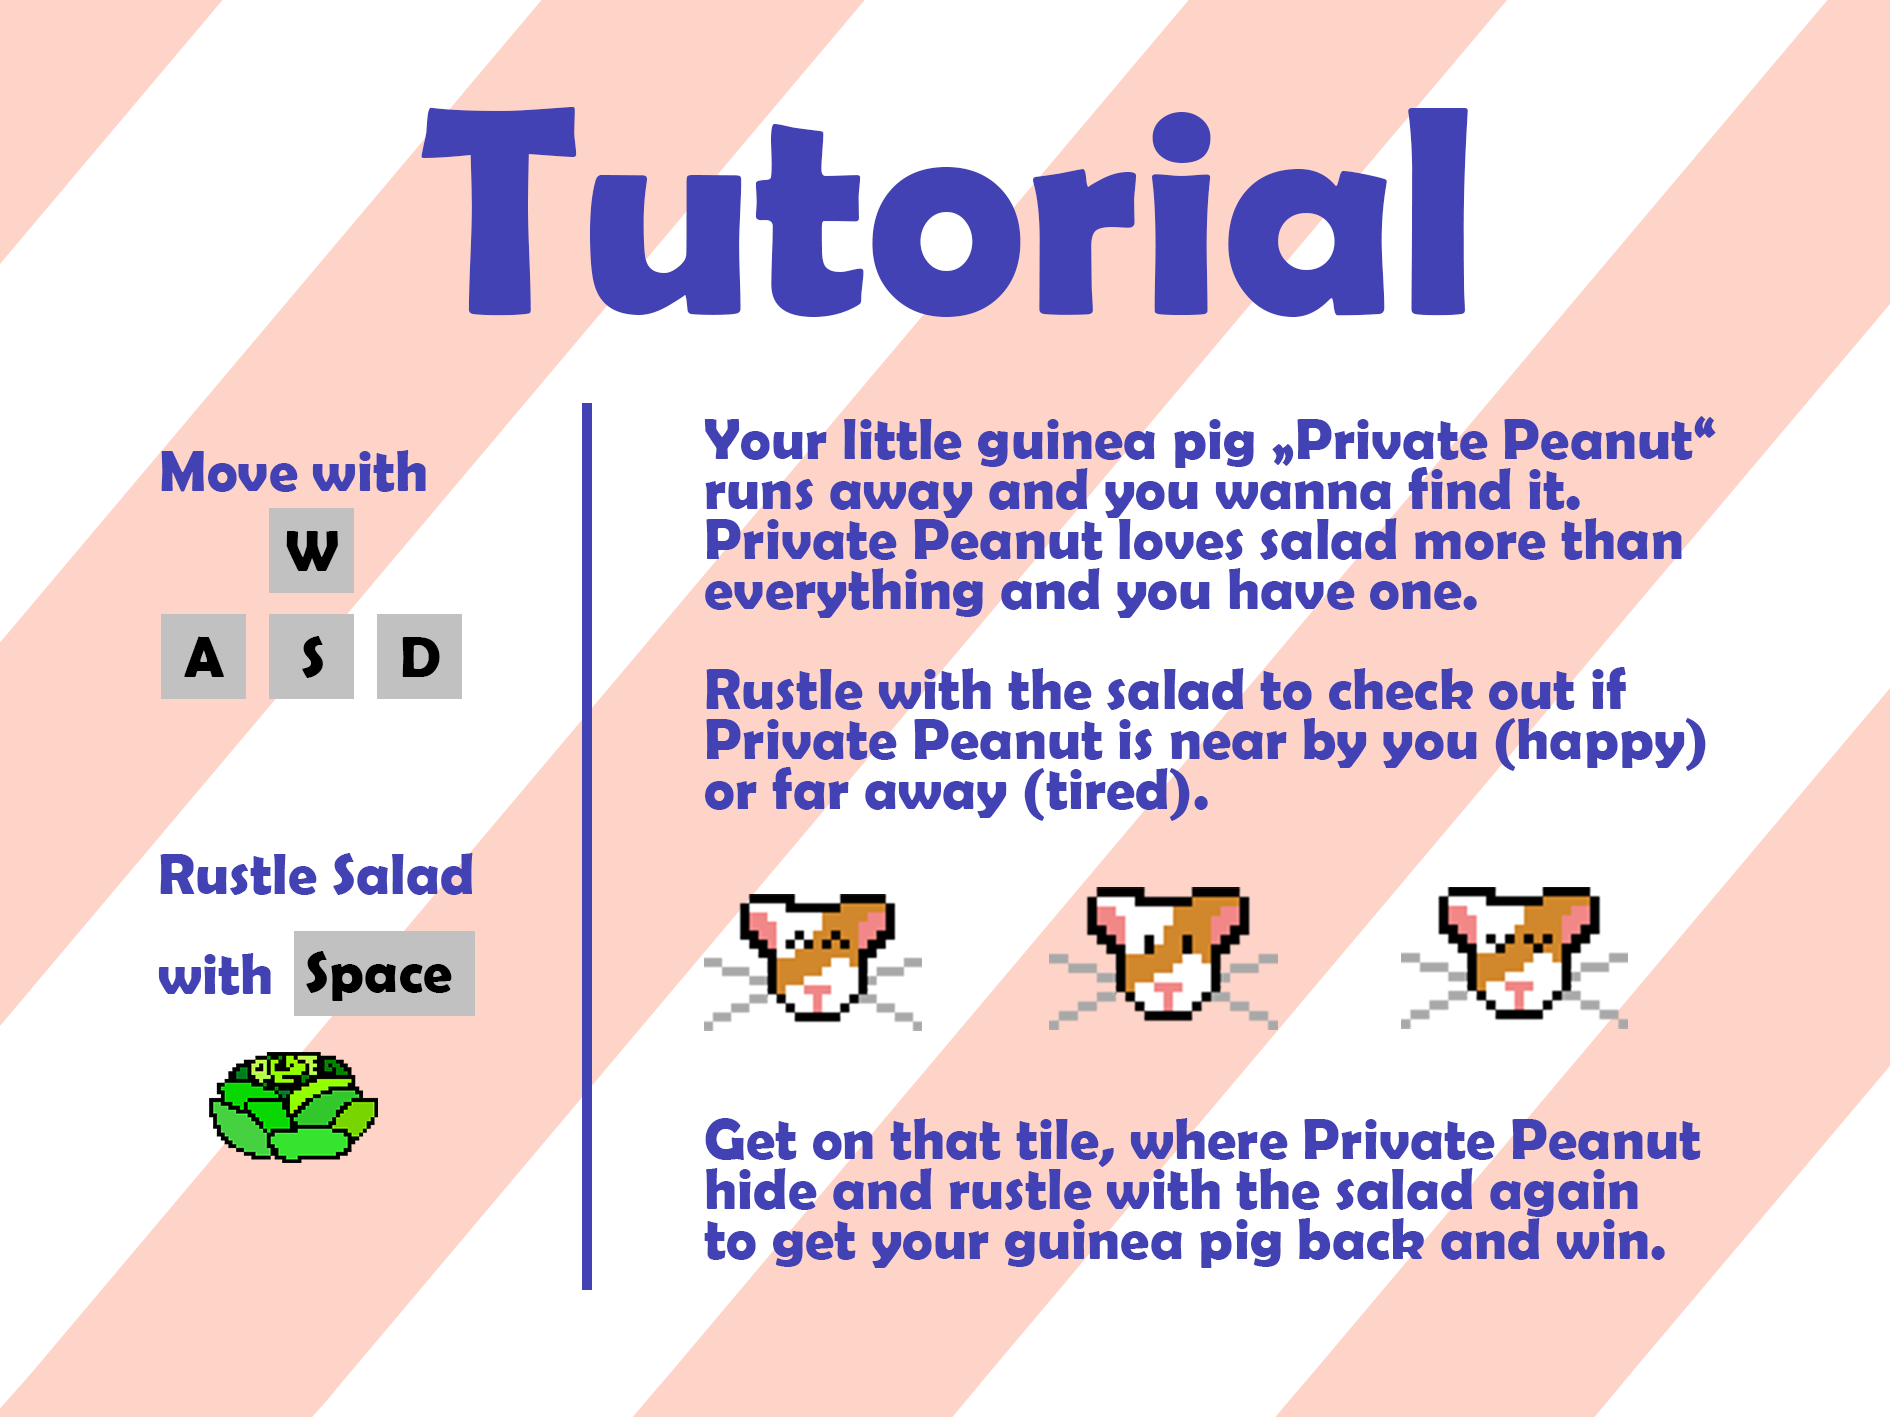 Tutorial
Move with
W
A S D
Rustle Salad
with Space
Your little guinea pig „Private Peanut“
runs away and you wanna find it.
Private Peanut loves salad more than
everything and you have one.
Rustle with the salad to check out if
Private Peanut is near by you (happy)
or far away (tired).
Get on that tile, where Private Peanut
hide and rustle with the salad again
to get your guinea pig back and win.